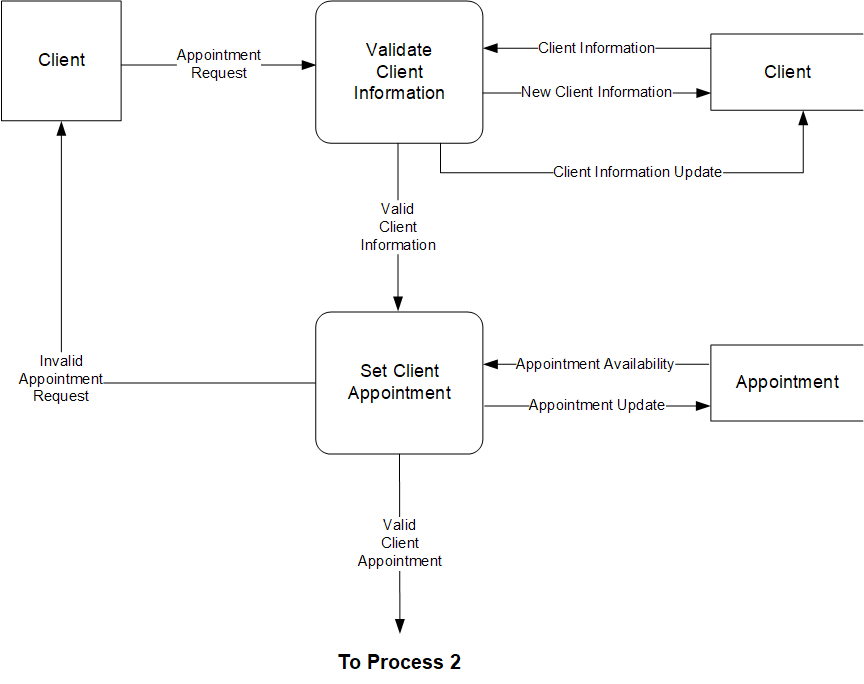 Client
Appointment
Request
Validate
Client
Information
Client Information
New Client Information
Client
Client Information Update
Valid
Client
Information
Invalid
Appointment
Request
Set Client
Appointment
Appointment Availability
Appointment Update
Appointment
Valid
Client
Appointment
To Process 2